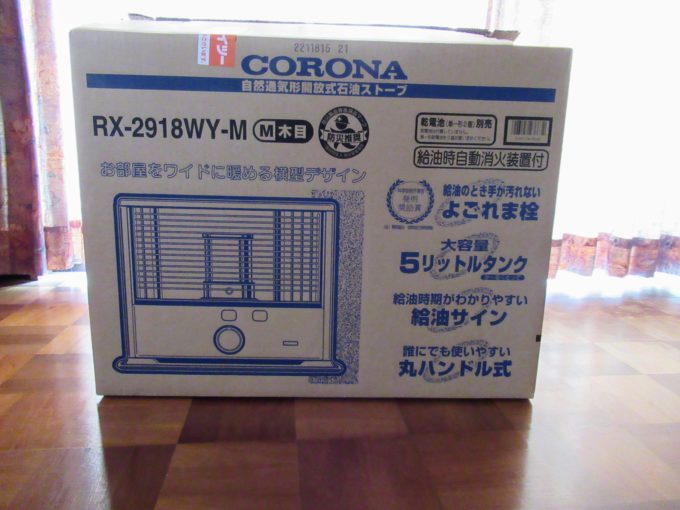 2211815 21
CORONA
自然通気形開放式石油ストーブ
RX-2918WY-M M木目
防災推奨
お部屋をワイドに暖める横型デザイン
乾電池(単一形2個)別売
給油時自動消火装置付
給油のとき手が汚れない
よごれま栓
大容量
5リットルタンク
給油時期がわかりやすい
給油サイン
誰にでも使いやすい
丸ハンドル式